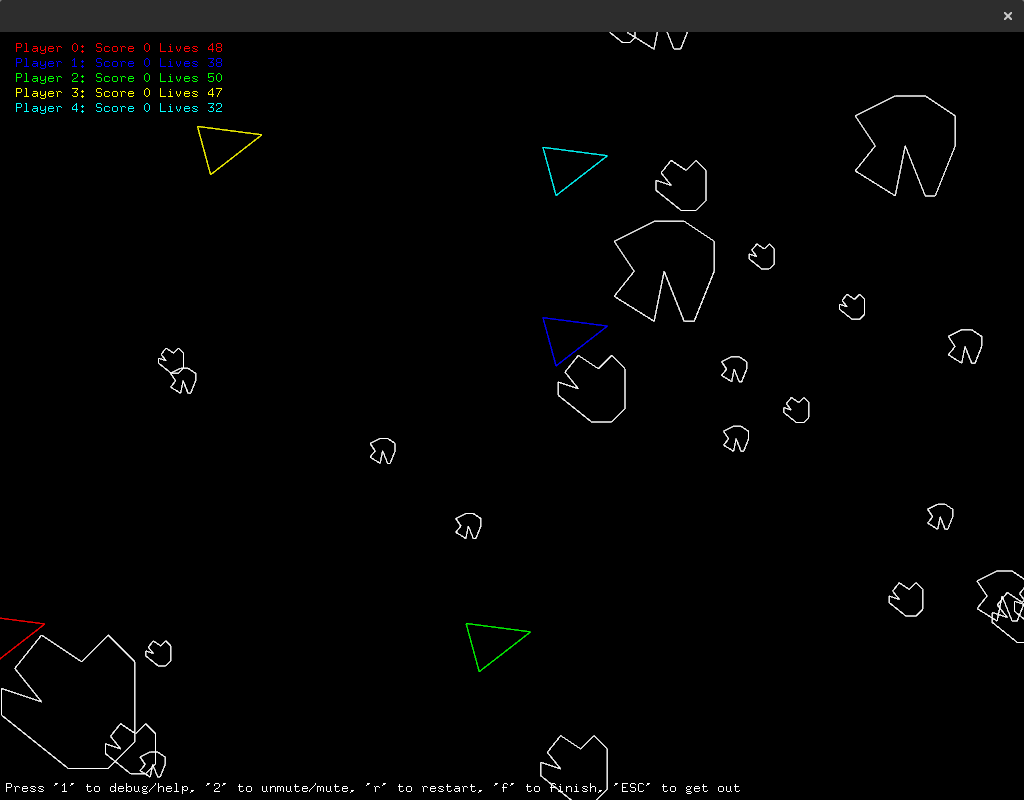 Player 0: Score 0 Lives 48
Player 1: Score 0 Lives 38
Player 2: Score 0 Lives 50
Player 3: Score 0 Lives 47
Player 4: Score 0 Lives 32
Press "1" to debug/help, "2" to unmute/mute, "r" to restart, "f" to finish, "ESC" to get out